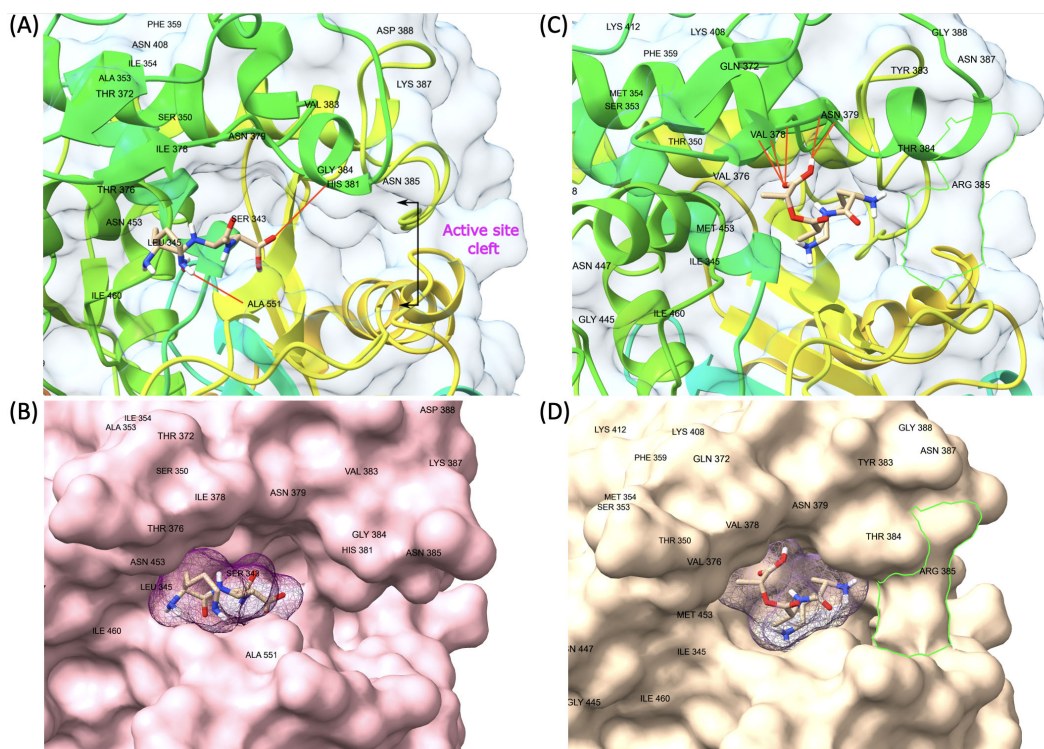 (A)
PHE 359
ASP 388
ASN 408
ILE 354
ALA 353
LYS 387
THR 372
VAL 383
SER 350
ASN 379
ILE 378
GLY 384
HIS 381
ASN 385
THR 376
ASN 453
SER 343
LEU 345
Active site
cleft
ILE 460
ALA 551
(C)
LYS 412
LYS 408
GLY 388
PHE 359
GLN 372
ASN 387
TYR 383
MET 354
SER 353
ASN 379
VAL 378
THR 350
THR 384
VAL 376
8
ARG 385
MET 453
ASN 447
ILE 345
ILE 460
GLY 445
(B)
ASP 388
ILE 354
ALA 353
THR 372
LYS 387
SER 350
VAL 383
ILE 378
ASN 379
THR 376
GLY 384
HIS 381
ASN 385
ASN 453
SER 343
LEU 345
ILE 460
ALA 551
(D)
LYS 412
LYS 408
GLY 388
PHE 359
GLN 372
TYR 383
ASN 387
MET 354
SER 353
ASN 379
VAL 378
THR 350
THR 384
VAL 376
ARG 385
MET 453
SN 447
ILE 345
GLY 445
ILE 460